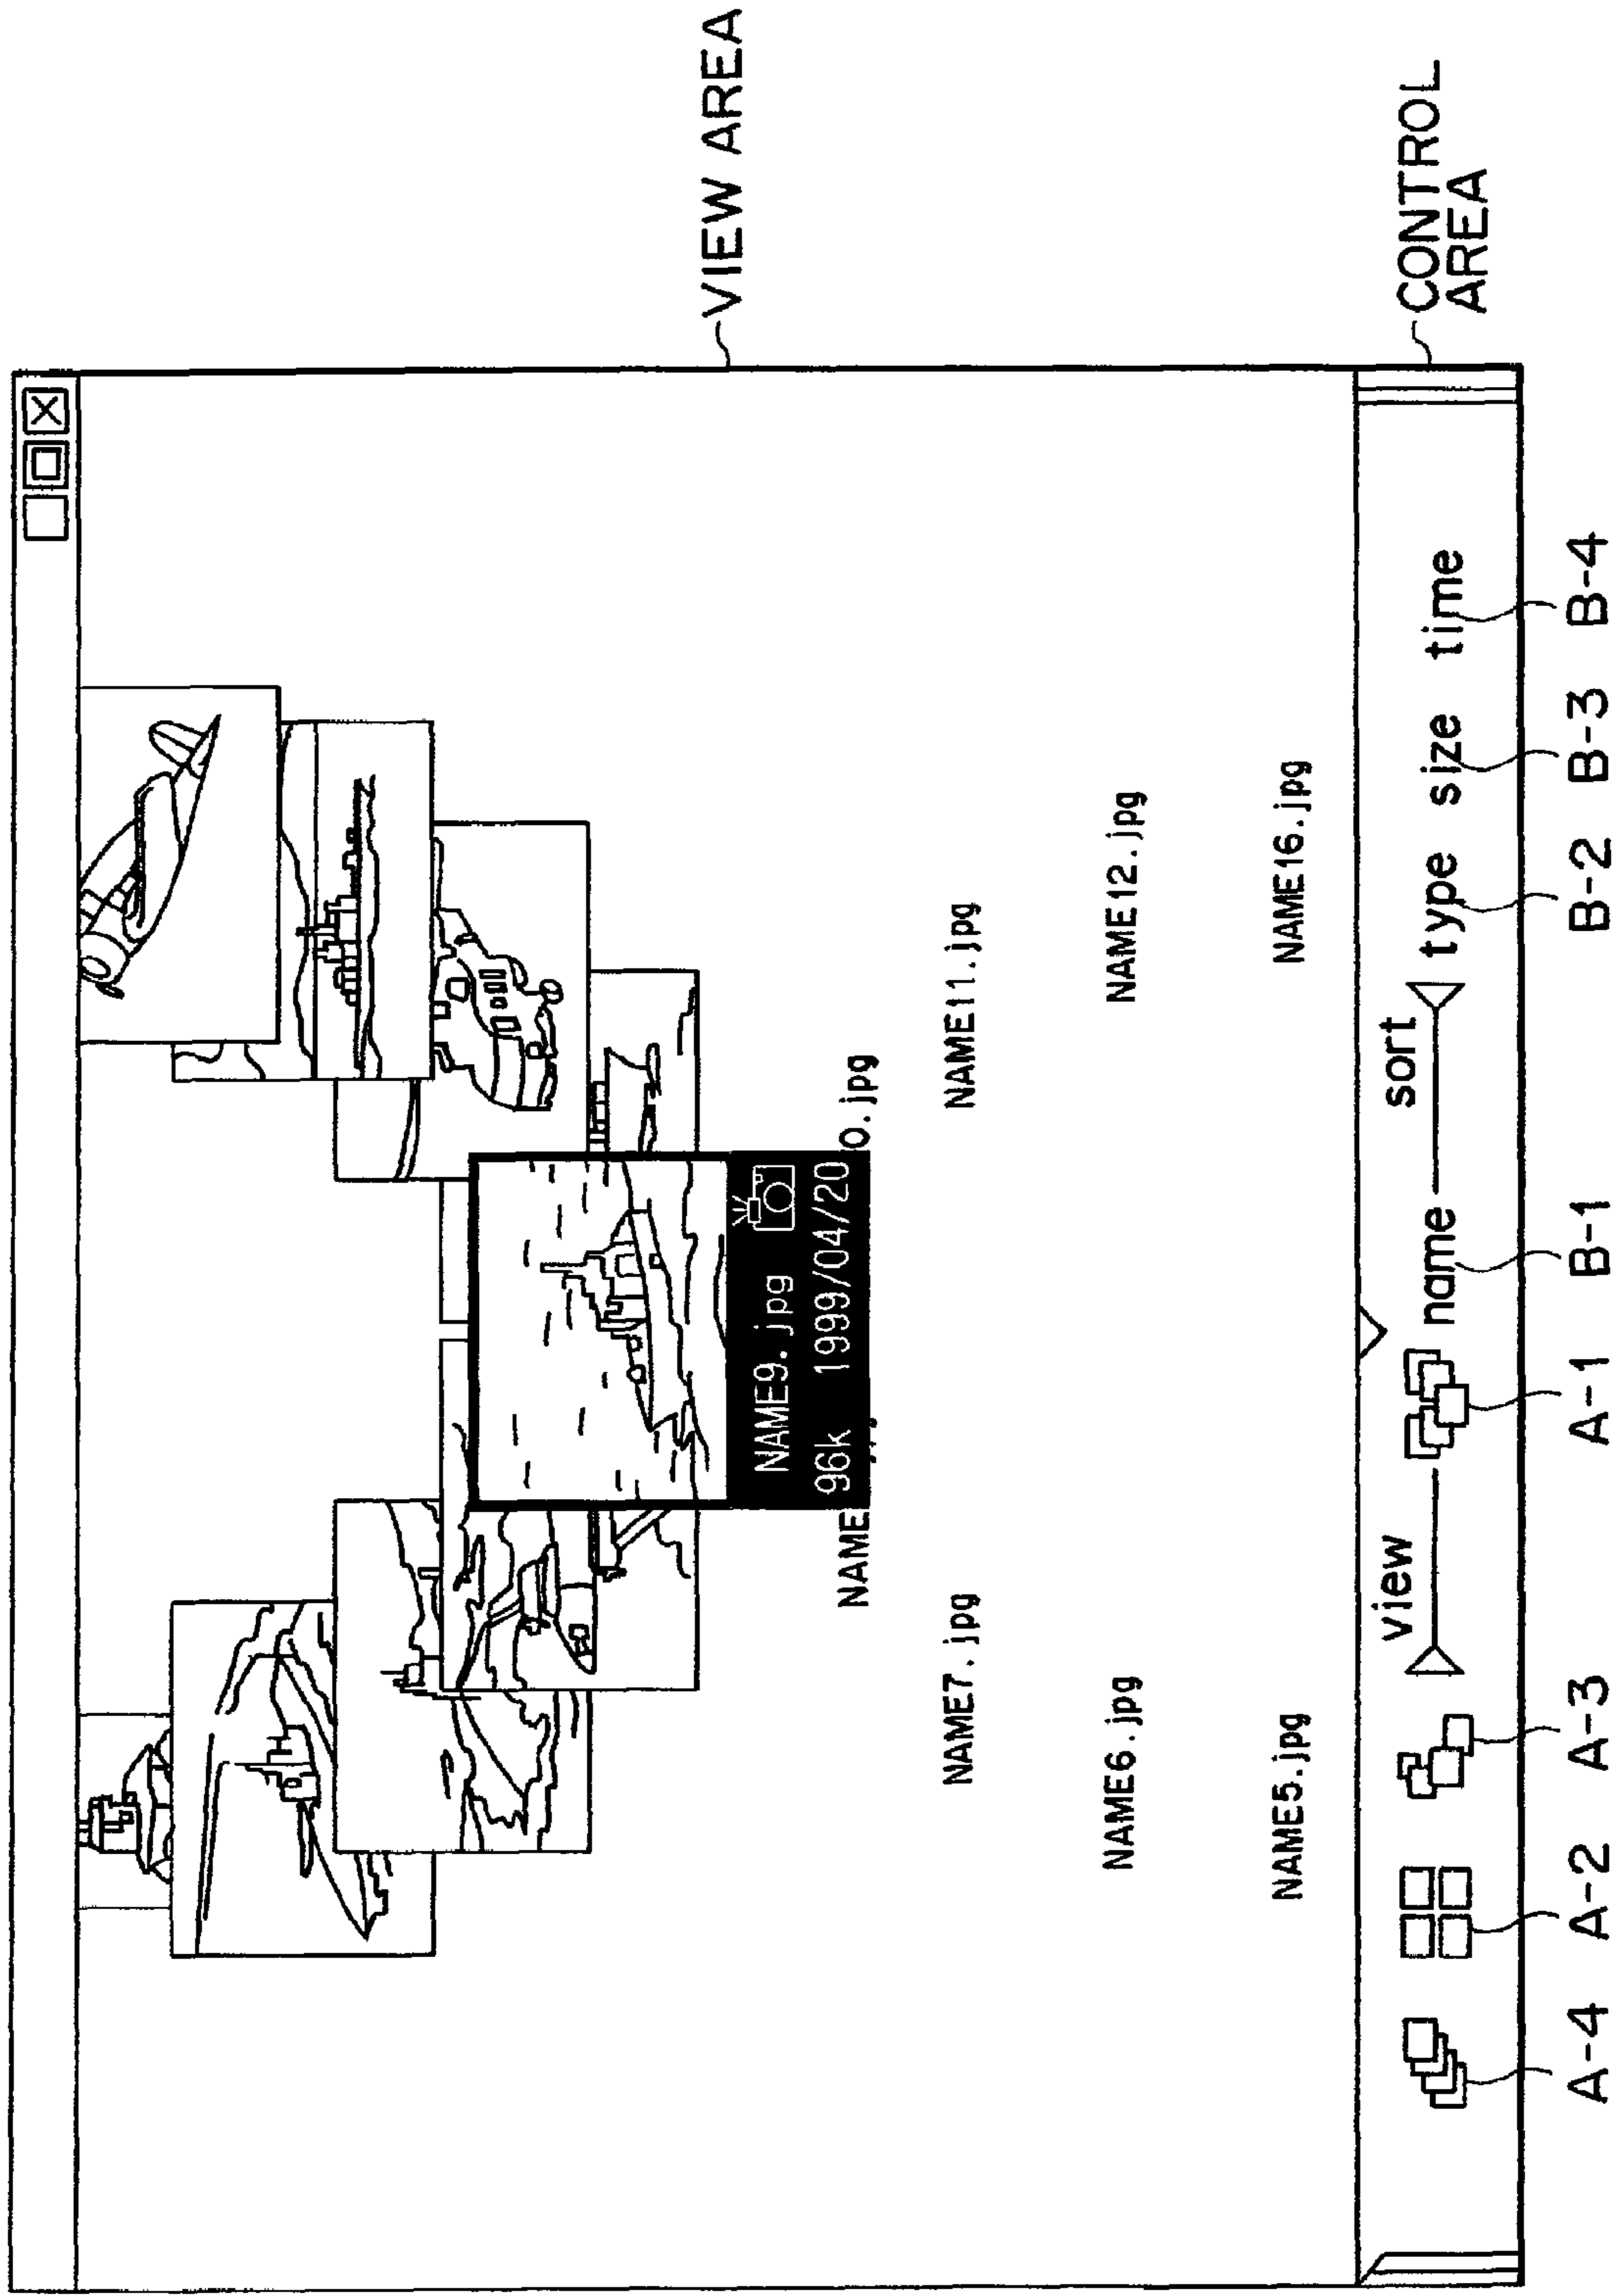 VIEW AREA
NAME9.jpg
96k 1999/04/20
NAME
0.jpg
NAME7.jpg
NAME11.jpg
NAME6.jpg
NAME12.jpg
NAME5.jpg
NAME16.jpg
CONTROL
AREA
view
sort
name
type
size
time
A-4
A-2
A-3
A-1
B-1
B-2
B-3
B-4